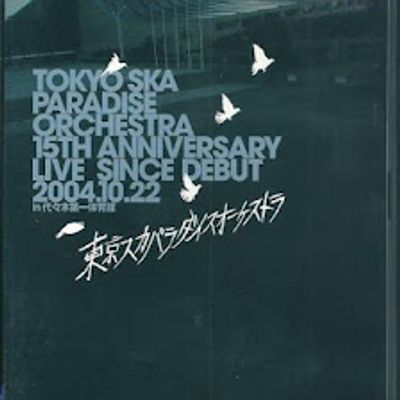 TOKYO SKA
PARADISE
ORCHESTRA
15TH ANNIVERSARY
LIVE SINCE DEBUT
2004.10.22
in 代々木第一体育館
東京スカパラダイスオーケストラ